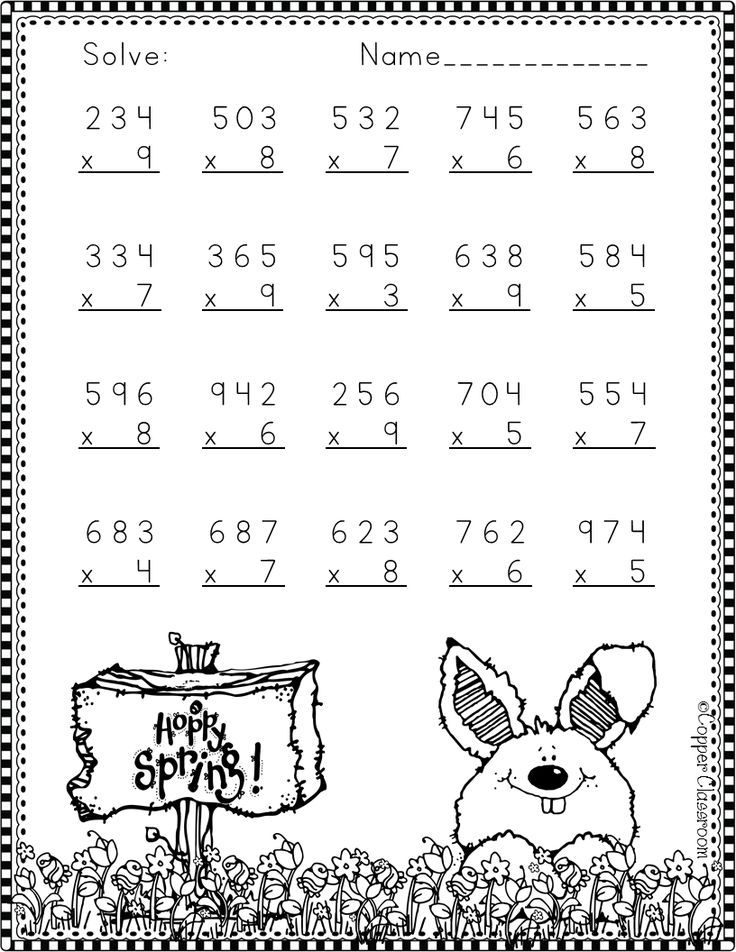 Solve: Name_____________
234 503 532 745 563
x 9 x 8 x 7 x 6 x 8
334 365 595 638 584
x 7 x 9 x 3 x 9 x 5
596 942 256 704 554
x 8 x 6 x 9 x 5 x 7
683 687 623 762 974
x 4 x 7 x 8 x 6 x 5
Hoppy
Spring!
©Copper Classroom